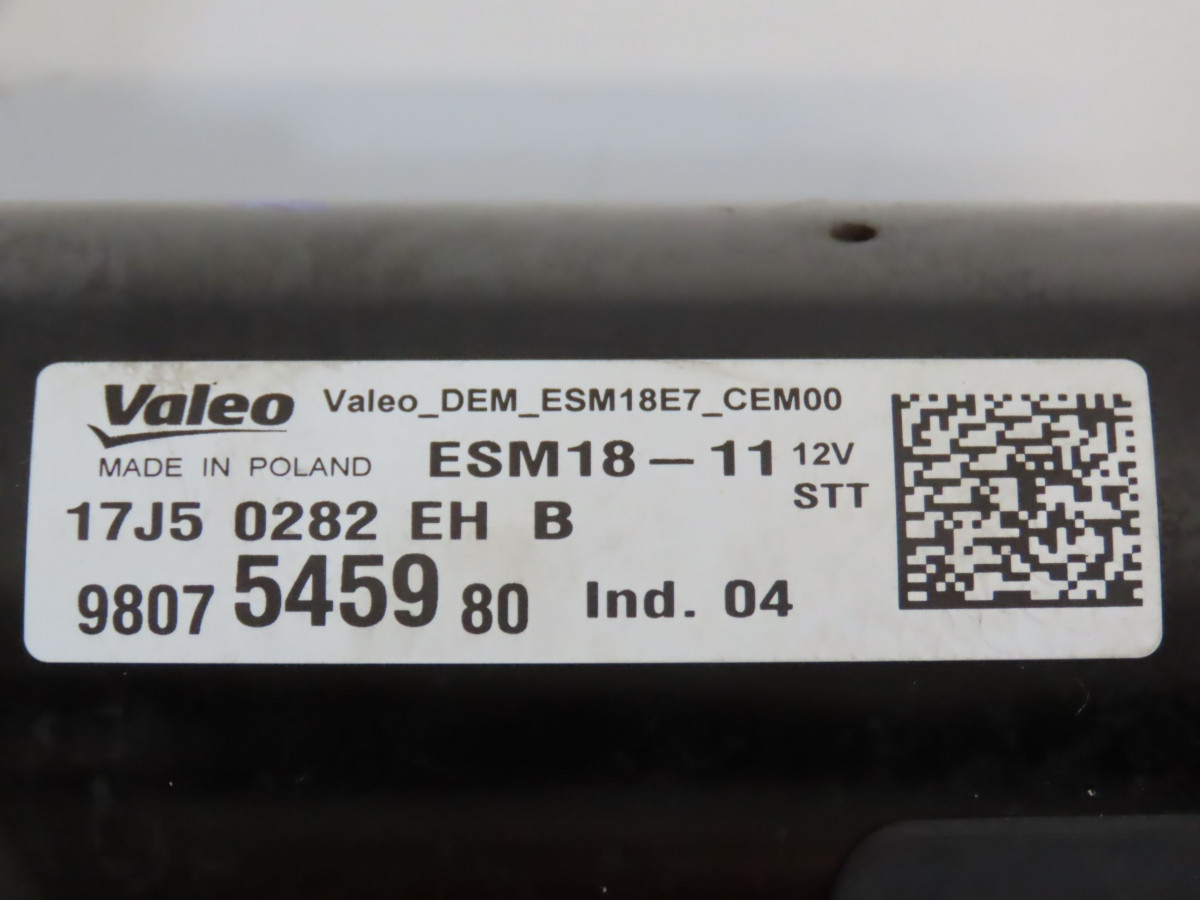 Valeo Valeo_DEM_ESM18E7_CEM00
MADE IN POLAND ESM18-11 12V
STT
17J5 0282 EH B
9807 5459 80 Ind. 04